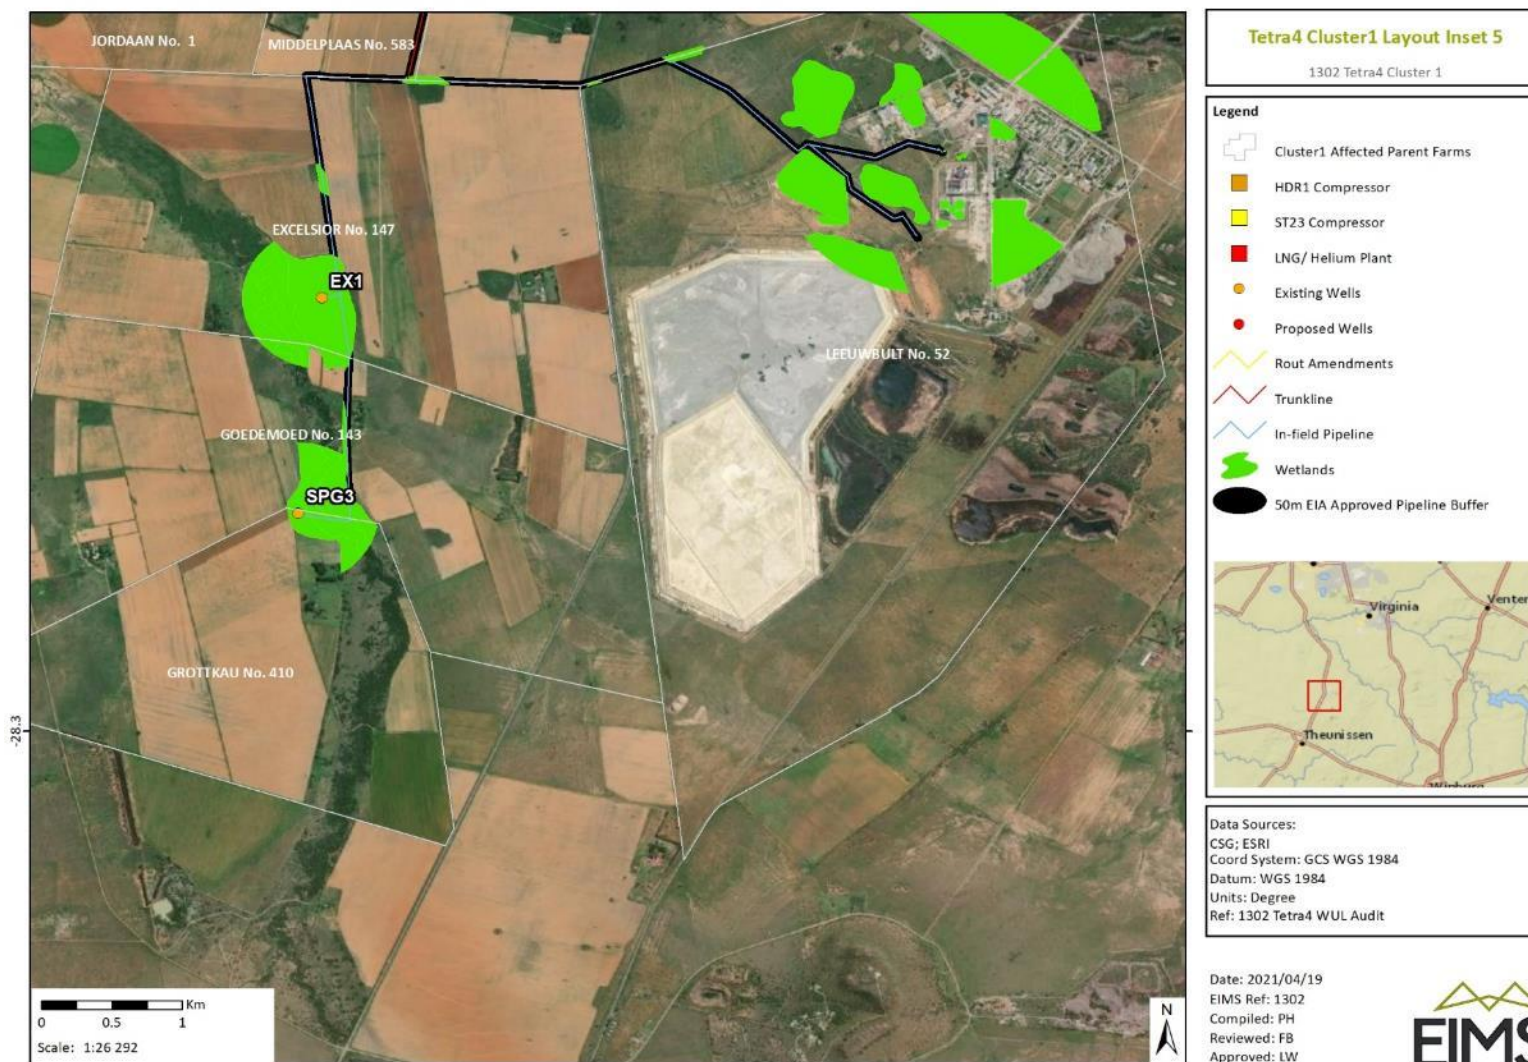 JORDAAN No. 1
MIDDELPLAAS No. 583
EXCELSIOR No. 147
EX1
LEEUWBULT No. 52
GOEDEMOED No. 143
SPG3
GROTTKAU No. 410
-28.3
Km
0 0.5 1
Scale: 1:26 292
N
Tetra4 Cluster1 Layout Inset 5
1302 Tetra4 Cluster 1
Legend
Cluster1 Affected Parent Farms
HDR1 Compressor
ST23 Compressor
LNG/ Helium Plant
Existing Wells
Proposed Wells
Rout Amendments
Trunkline
In-field Pipeline
Wetlands
50m EIA Approved Pipeline Buffer
Virginia
Venter
Theunissen
Data Sources:
CSG; ESRI
Coord System: GCS WGS 1984
Datum: WGS 1984
Units: Degree
Ref: 1302 Tetra4 WUL Audit
Date: 2021/04/19
EIMS Ref: 1302
Compiled: PH
Reviewed: FB
Approved: LW
EIMS